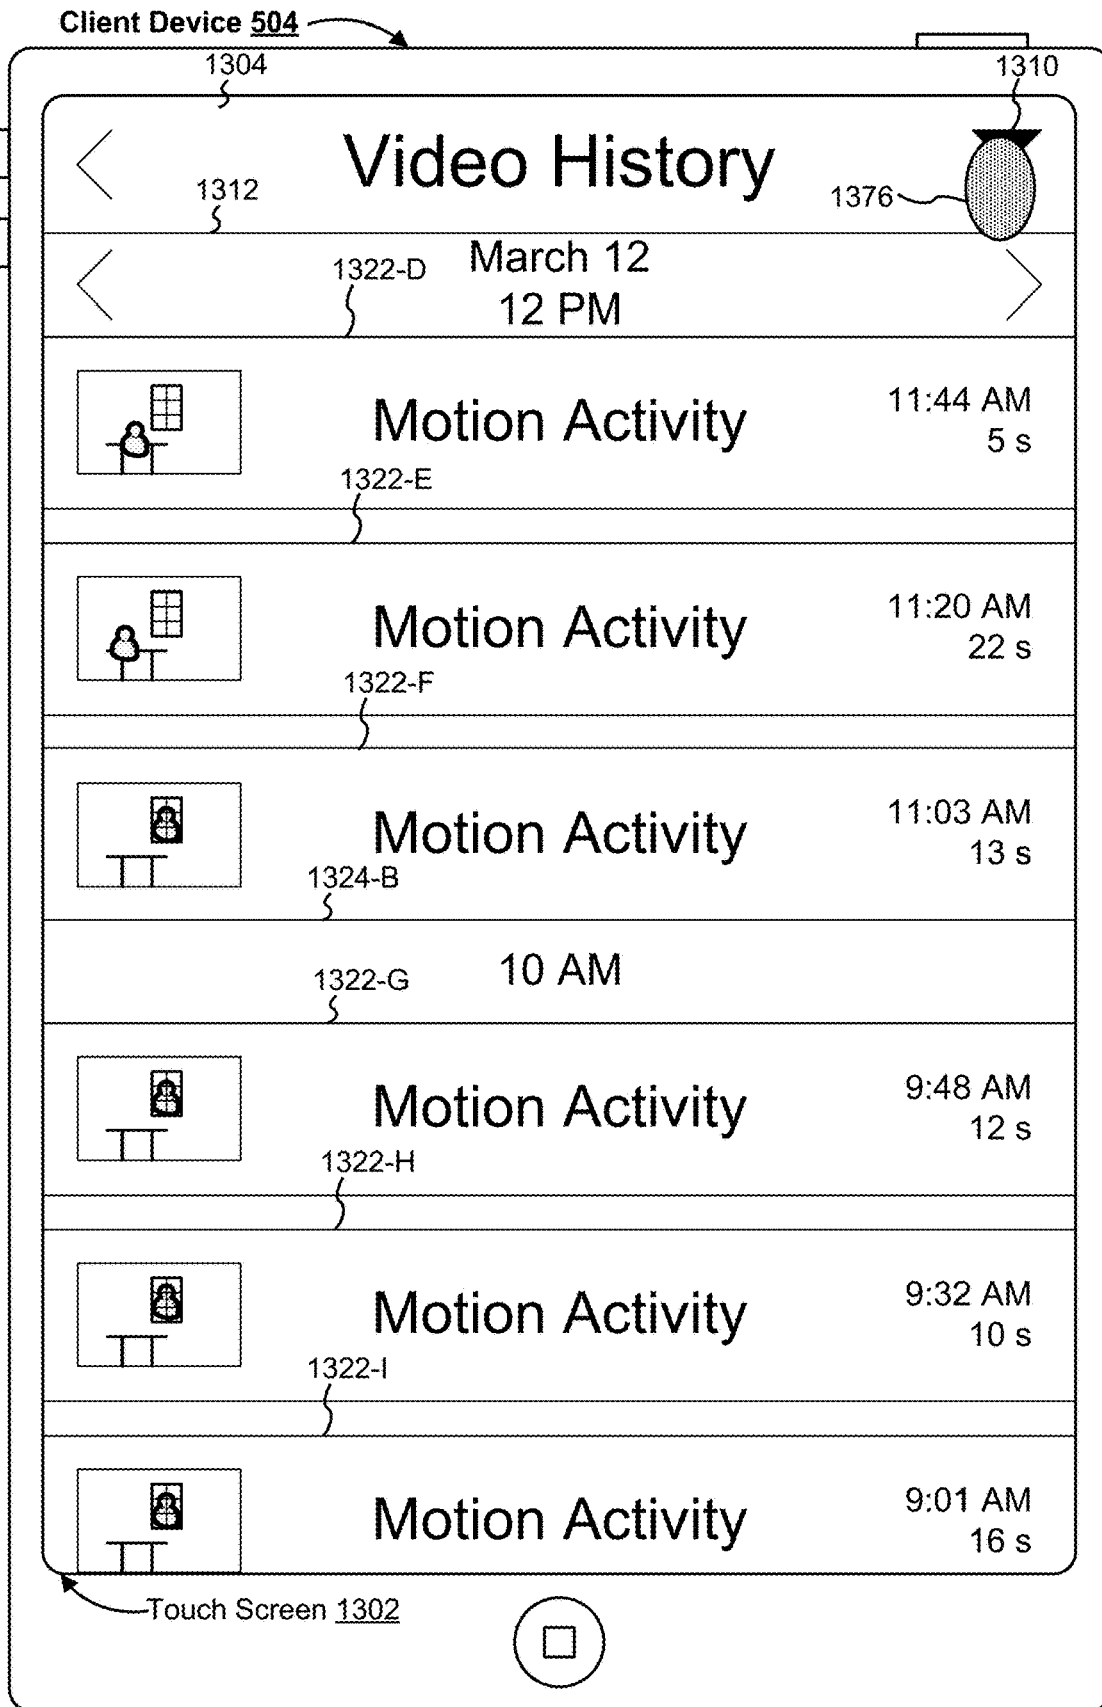 Client Device 504
1304
1310
Video History
1312
1376
1322-D
March 12
12 PM
Motion Activity
11:44 AM
5 s
1322-E
Motion Activity
11:20 AM
22 s
1322-F
Motion Activity
11:03 AM
13 s
1324-B
10 AM
1322-G
Motion Activity
9:48 AM
12 s
1322-H
Motion Activity
9:32 AM
10 s
1322-I
Motion Activity
9:01 AM
16 s
Touch Screen 1302